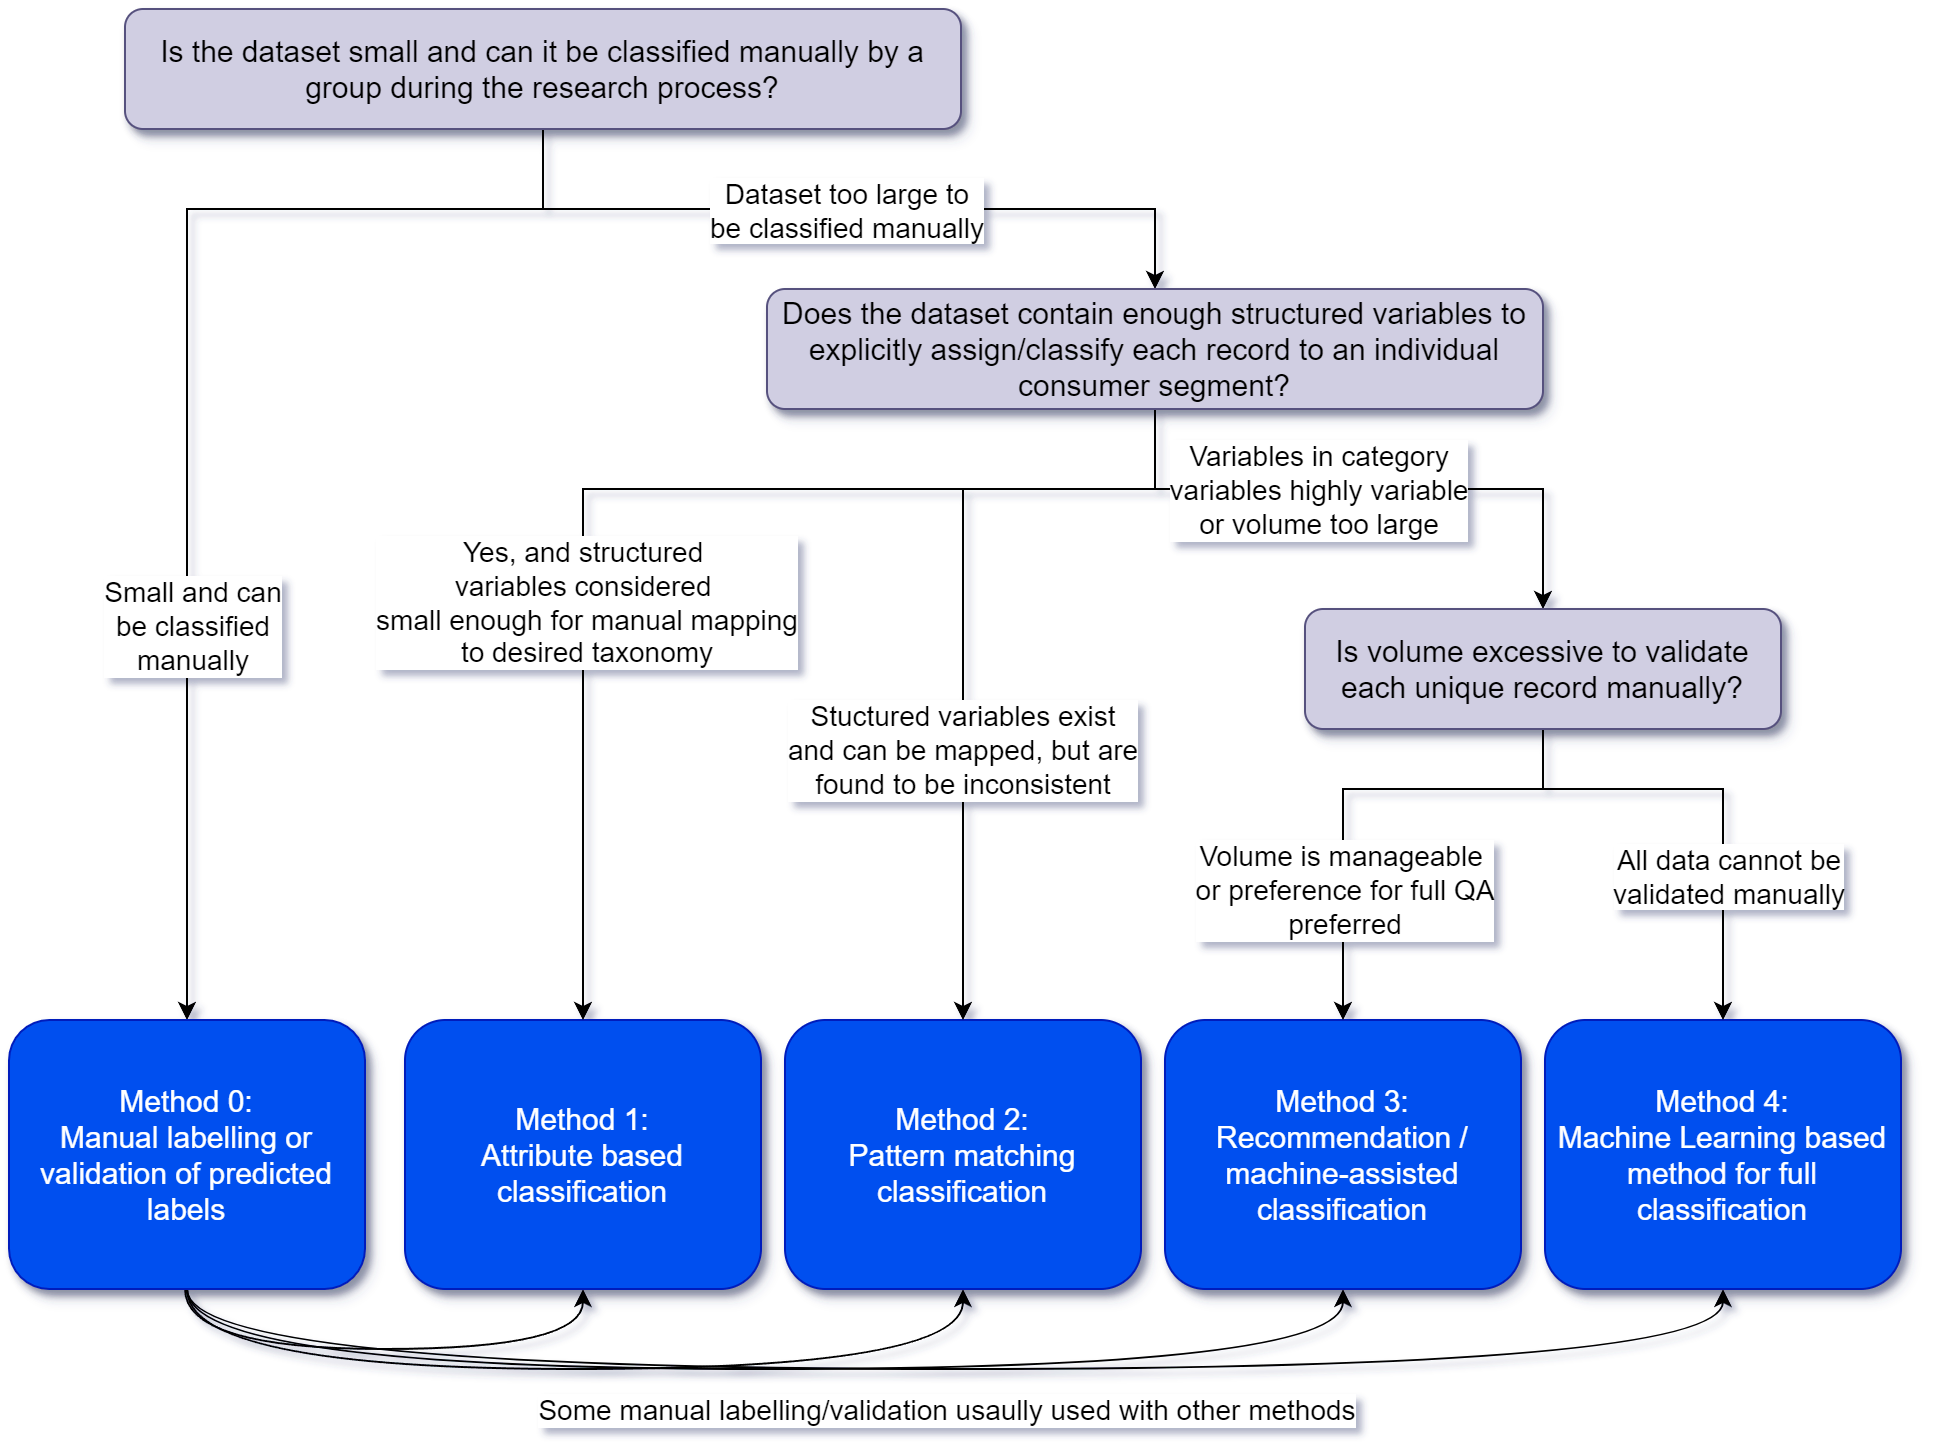 Is the dataset small and can it be classified manually by a
group during the research process?
Dataset too large to
be classified manually
Does the dataset contain enough structured variables to
explicitly assign/classify each record to an individual
consumer segment?
Variables in category
variables highly variable
or volume too large
Yes, and structured
variables considered
small enough for manual mapping
to desired taxonomy
Small and can
be classified
manually
Is volume excessive to validate
each unique record manually?
Stuctured variables exist
and can be mapped, but are
found to be inconsistent
Volume is manageable
or preference for full QA
preferred
All data cannot be
validated manually
Method 0:
Manual labelling or
validation of predicted
labels
Method 1:
Attribute based
classification
Method 2:
Pattern matching
classification
Method 3:
Recommendation /
machine-assisted
classification
Method 4:
Machine Learning based
method for full
classification
Some manual labelling/validation usaully used with other methods